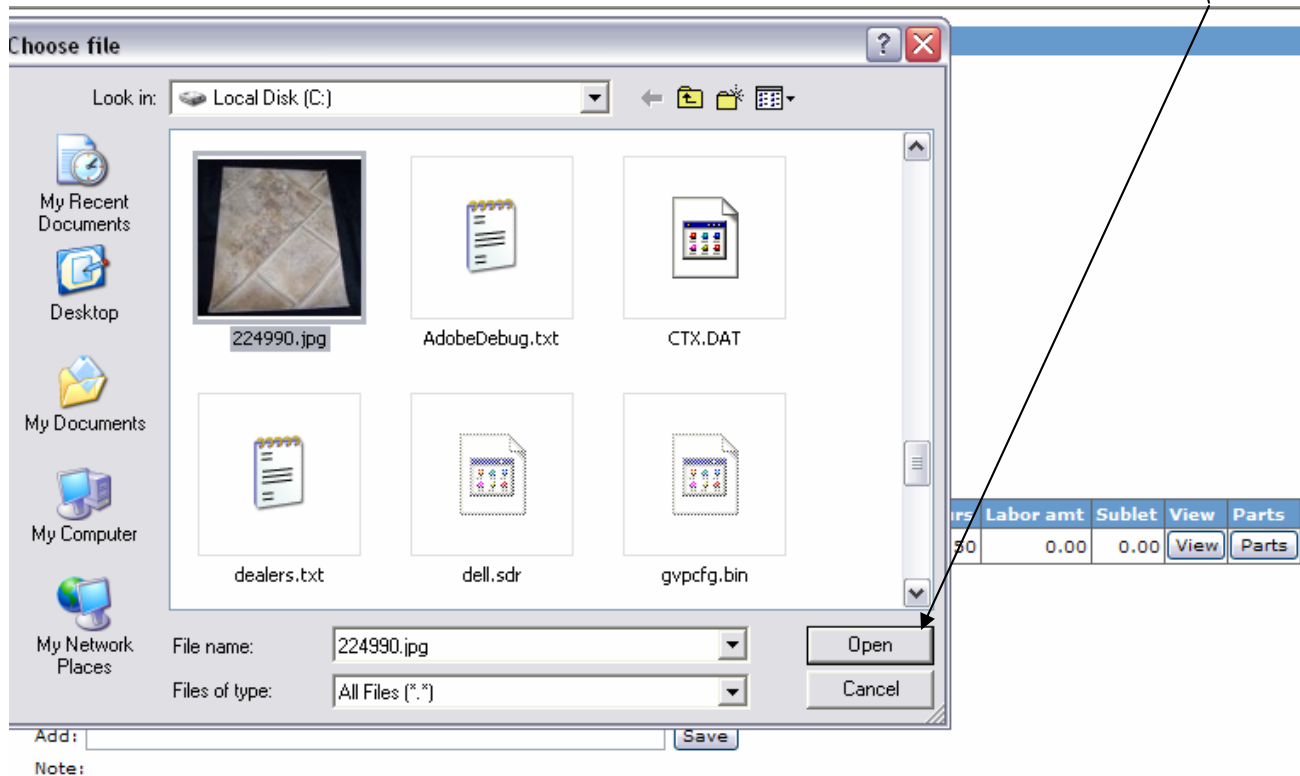 Choose file
Look in:
Local Disk (C:)
My Recent
Documents
Desktop
My Documents
My Computer
My Network
Places
224990.jpg
AdobeDebug.txt
CTX.DAT
dealers.txt
dell.sdr
gvpcfg.bin
File name:
224990.jpg
Open
Files of type:
All Files (*.*)
Cancel
urs Labor amt Sublet View Parts
50 0.00 0.00 View Parts
Add:
Save
Note: